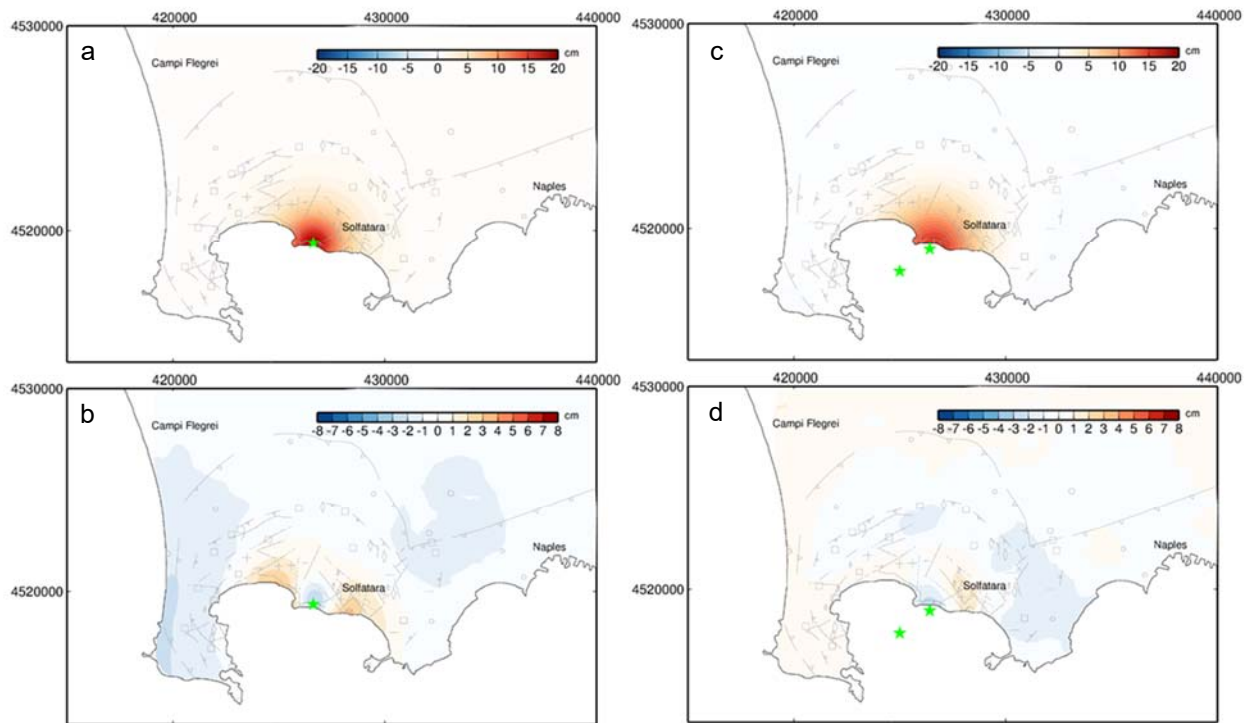 420000 430000 440000
4530000
a
Campi Flegrei
cm
-20 -15 -10 -5 0 5 10 15 20
Naples
Solfatara
4520000
420000 430000 440000
4530000
c
Campi Flegrei
cm
-20 -15 -10 -5 0 5 10 15 20
Naples
Solfatara
4520000
420000 430000 440000
4530000
b
Campi Flegrei
cm
-8 -7 -6 -5 -4 -3 -2 -1 0 1 2 3 4 5 6 7 8
Naples
Solfatara
4520000
420000 430000 440000
4530000
d
Campi Flegrei
cm
-8 -7 -6 -5 -4 -3 -2 -1 0 1 2 3 4 5 6 7 8
Naples
Solfatara
4520000